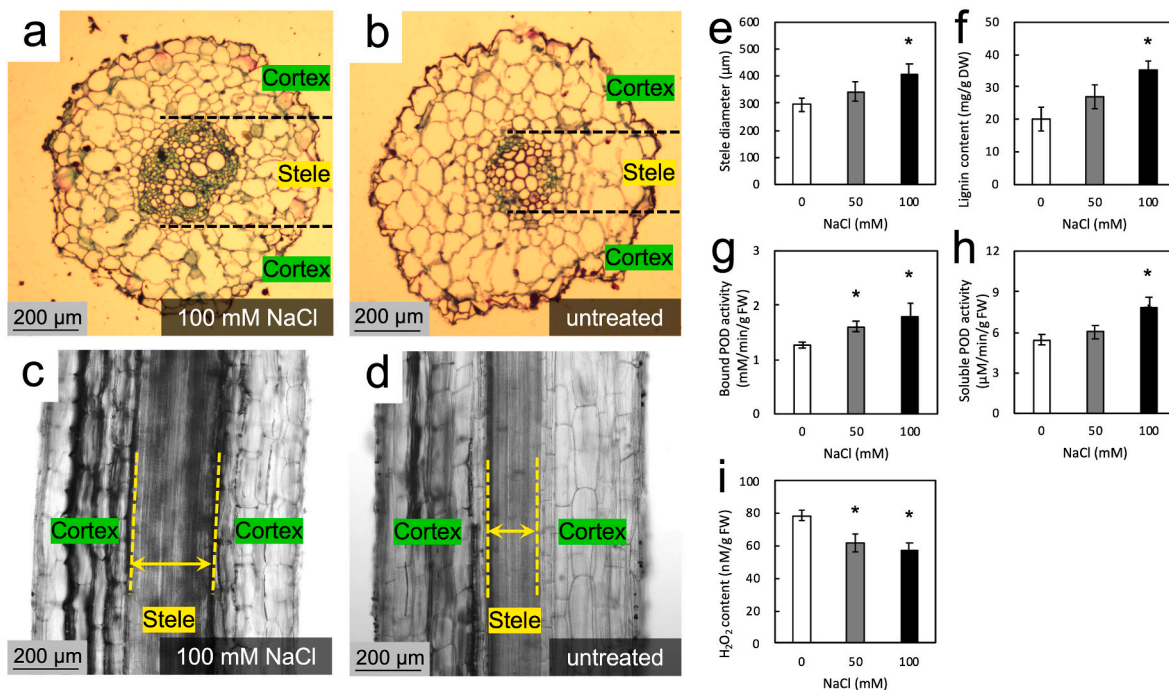 a
Cortex
Stele
Cortex
200 µm
100 mM NaCl
b
Cortex
Stele
Cortex
200 µm
untreated
c
Cortex
Cortex
Stele
200 µm
100 mM NaCl
d
Cortex
Cortex
Stele
200 µm
untreated
e
Stele diameter (µm)
600
500
400
300
200
100
0
*
0 50 100
NaCl (mM)
f
Lignin content (mg/g DW)
50
40
30
20
10
0
*
0 50 100
NaCl (mM)
g
Bound POD activity
(mM/min/g FW)
3
2
1
0
* *
0 50 100
NaCl (mM)
h
Soluble POD activity
(µM/min/g FW)
12
9
6
3
0
*
0 50 100
NaCl (mM)
i
H₂O₂ content (nM/g FW)
100
80
60
40
20
0
* *
0 50 100
NaCl (mM)